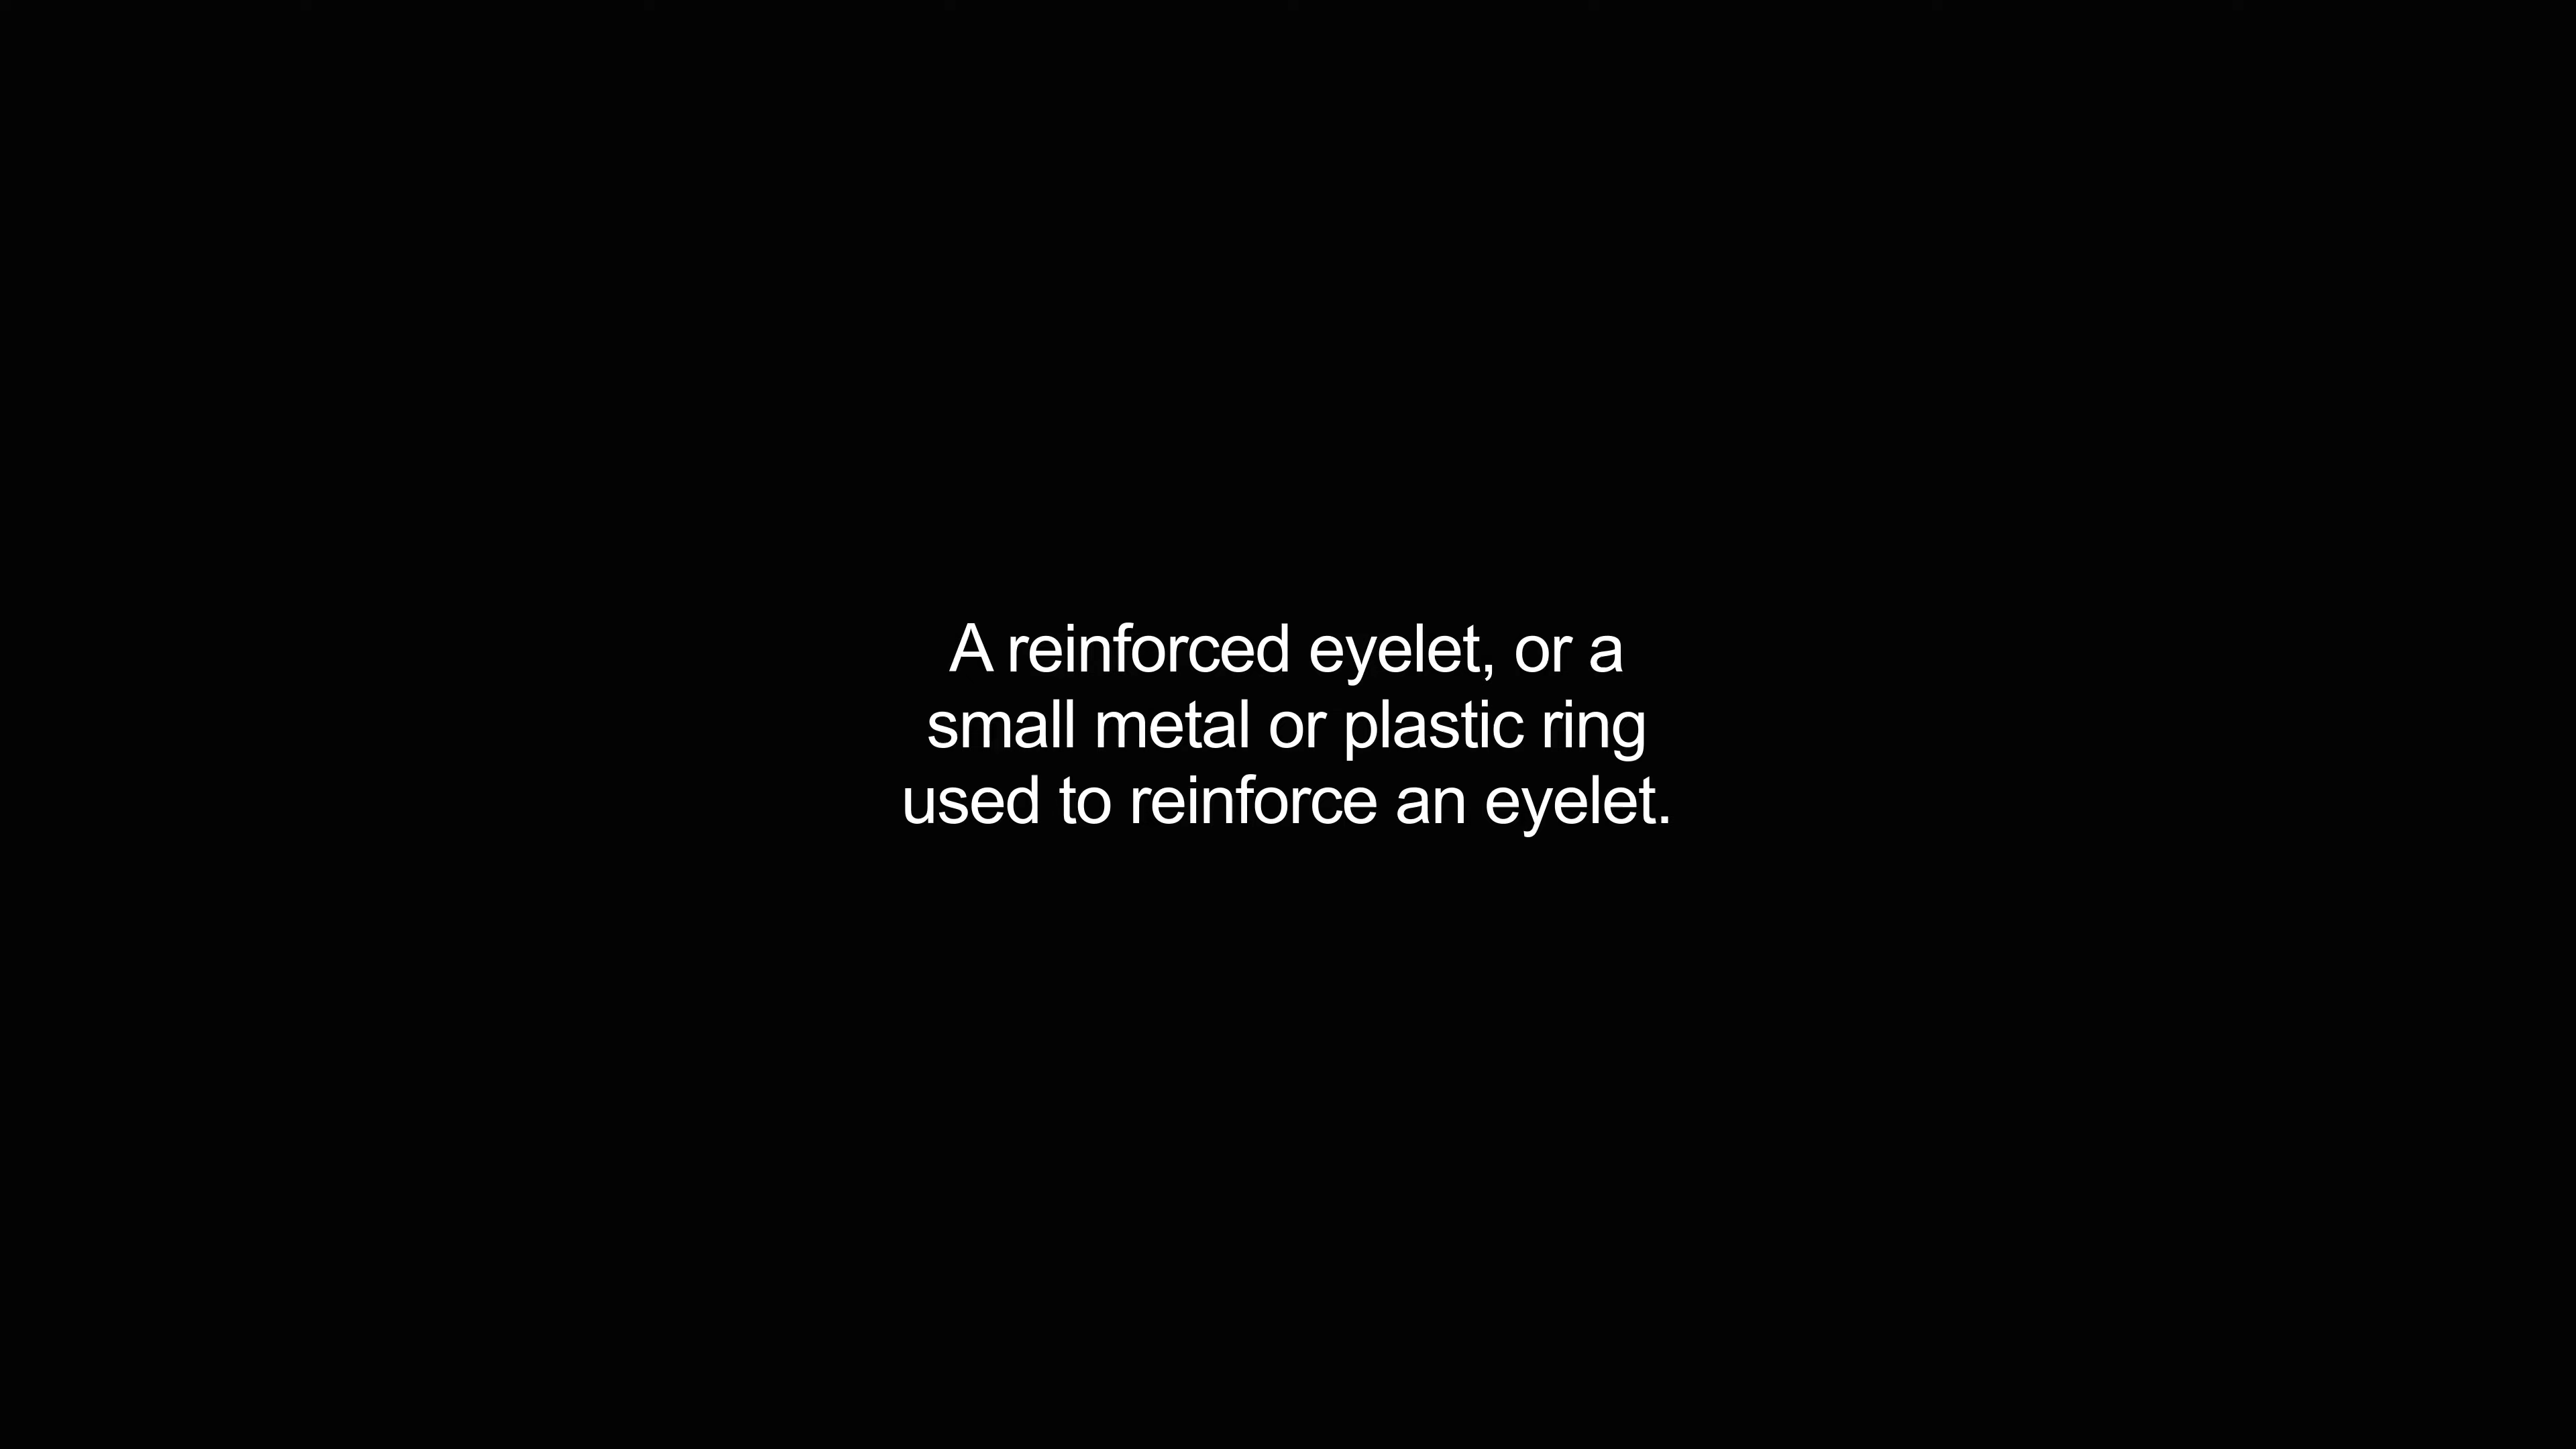 A reinforced eyelet, or a
small metal or plastic ring
used to reinforce an eyelet.